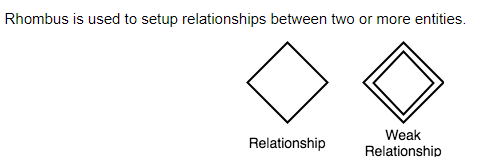 Rhombus is used to setup relationships between two or more entities.
Relationship
Weak
Relationship